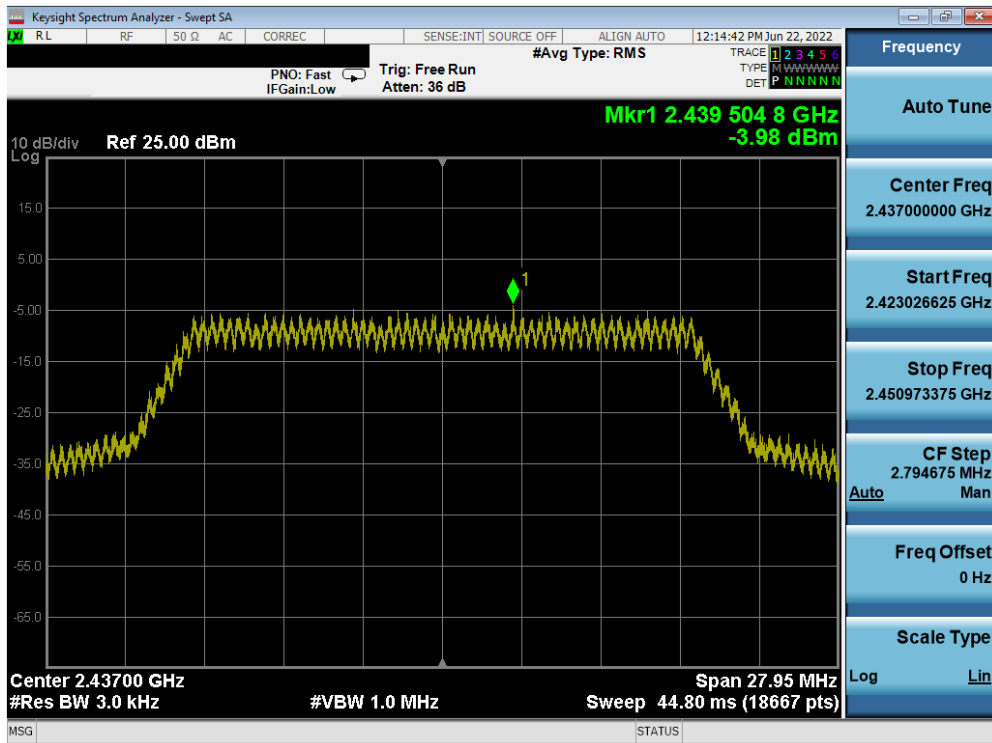 Keysight Spectrum Analyzer - Swept SA
LXI RL RF 50 Ω AC CORREC SENSE:INT SOURCE OFF ALIGN AUTO 12:14:42 PM Jun 22, 2022
#Avg Type: RMS
TRACE 1 2 3 4 5 6
PNO: Fast Trig: Free Run TYPE M W W W W W
IFGain:Low Atten: 36 dB DET P N N N N N
Mkr1 2.439 504 8 GHz
-3.98 dBm
10 dB/div Ref 25.00 dBm
Log
15.0
5.00
1
-5.00
-15.0
-25.0
-35.0
-45.0
-55.0
-65.0
Center 2.43700 GHz Span 27.95 MHz
#Res BW 3.0 kHz #VBW 1.0 MHz Sweep 44.80 ms (18667 pts)
MSG STATUS
Frequency
Auto Tune
Center Freq
2.437000000 GHz
Start Freq
2.423026625 GHz
Stop Freq
2.450973375 GHz
CF Step
2.794675 MHz
Auto Man
Freq Offset
0 Hz
Scale Type
Log Lin